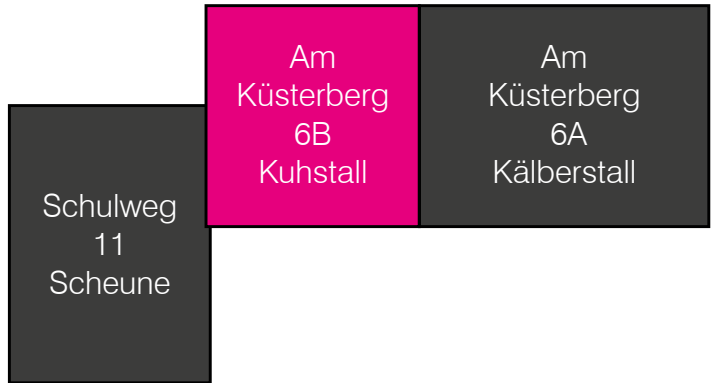 Am
Küsterberg
6B
Kuhstall
Am
Küsterberg
6A
Kälberstall
Schulweg
11
Scheune